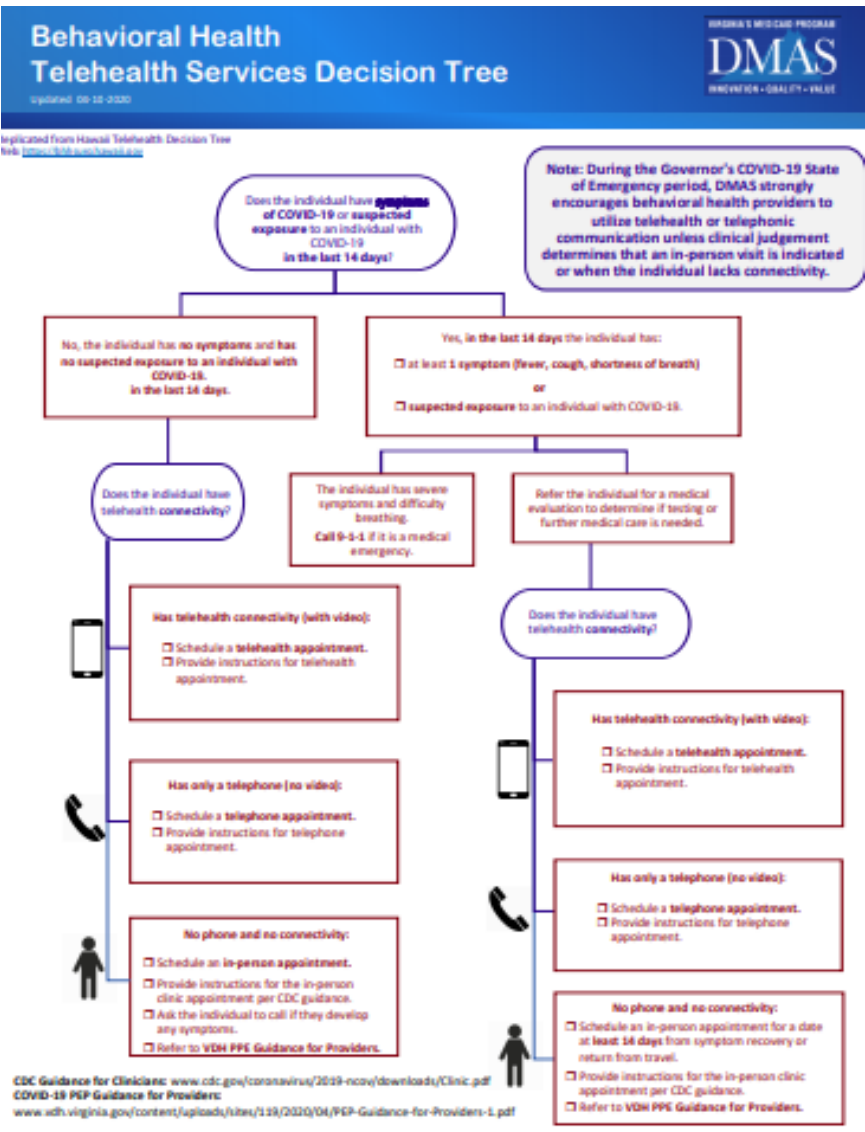 Behavioral Health
Telehealth Services Decision Tree
VIRGINIA'S MEDICAID PROGRAM
DMAS
INNOVATION • QUALITY • VALUE
Replicated from Hawaii Telehealth Decision Tree
Does the individual have symptoms
of COVID-19 or suspected
exposure to an individual with
COVID-19
in the last 14 days?
Note: During the Governor's COVID-19 State
of Emergency period, DMAS strongly
encourages behavioral health providers to
utilize telehealth or telephonic
communication unless clinical judgement
determines that an in-person visit is indicated
or when the individual lacks connectivity.
No, the individual has no symptoms and has
no suspected exposure to an individual with
COVID-19.
in the last 14 days.
Yes, in the last 14 days the individual has:
❒ at least 1 symptom (fever, cough, shortness of breath)
or
❒ suspected exposure to an individual with COVID-19.
Does the individual have
telehealth connectivity?
The individual has severe
symptoms and difficulty
breathing.
Call 9-1-1 if it is a medical
emergency.
Refer the individual for a medical
evaluation to determine if testing or
further medical care is needed.
Has telehealth connectivity (with video):
❒ Schedule a telehealth appointment.
❒ Provide instructions for telehealth
appointment.
Has only a telephone (no video):
❒ Schedule a telephone appointment.
❒ Provide instructions for telephone
appointment.
No phone and no connectivity:
❒ Schedule an in-person appointment.
❒ Provide instructions for the in-person
clinic appointment per CDC guidance.
❒ Ask the individual to call if they develop
any symptoms.
❒ Refer to VDH PPE Guidance for Providers.
Does the individual have
telehealth connectivity?
Has telehealth connectivity (with video):
❒ Schedule a telehealth appointment.
❒ Provide instructions for telehealth
appointment.
Has only a telephone (no video):
❒ Schedule a telephone appointment.
❒ Provide instructions for telephone
appointment.
No phone and no connectivity:
❒ Schedule an in-person appointment for a date
at least 14 days from symptom recovery or
return from travel.
❒ Provide instructions for the in-person clinic
appointment per CDC guidance.
❒ Refer to VDH PPE Guidance for Providers.
CDC Guidance for Clinicians: www.cdc.gov/coronavirus/2019-ncov/downloads/Clinic.pdf
COVID-19 PEP Guidance for Providers:
www.vdh.virginia.gov/content/uploads/sites/119/2020/04/PEP-Guidance-for-Providers-1.pdf